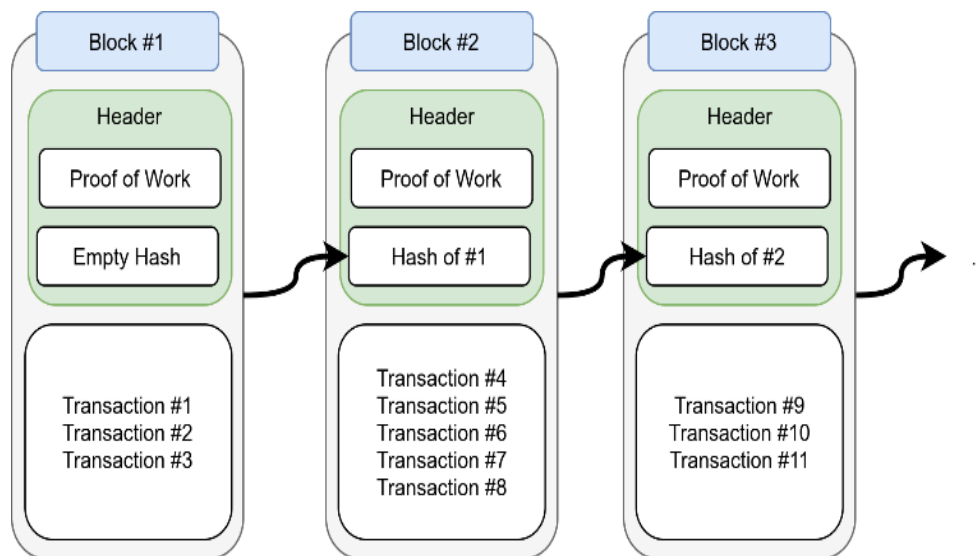 Block #1
Header
Proof of Work
Empty Hash
Transaction #1
Transaction #2
Transaction #3
Block #2
Header
Proof of Work
Hash of #1
Transaction #4
Transaction #5
Transaction #6
Transaction #7
Transaction #8
Block #3
Header
Proof of Work
Hash of #2
Transaction #9
Transaction #10
Transaction #11
.